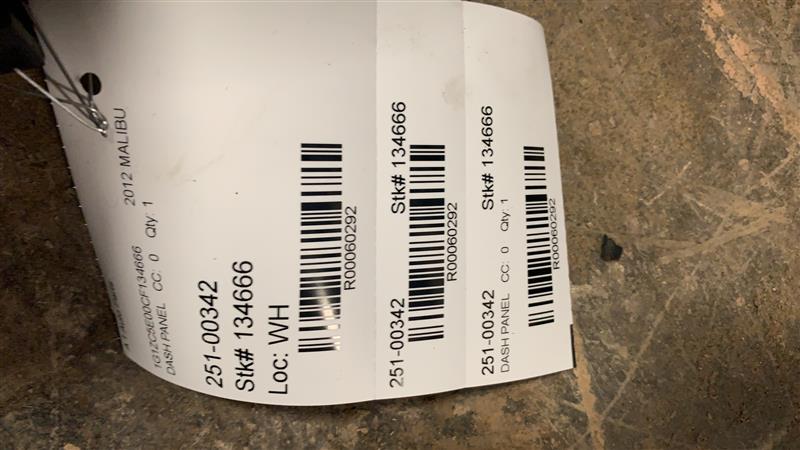 2012 MALIBU
1G1ZC5E00CF134666
DASH PANEL CC: 0 Qty: 1
251-00342
Stk# 134666
Loc: WH
R00060292
251-00342 Stk# 134666
R00060292
251-00342 Stk# 134666
DASH PANEL CC: 0 Qty: 1
R00060292